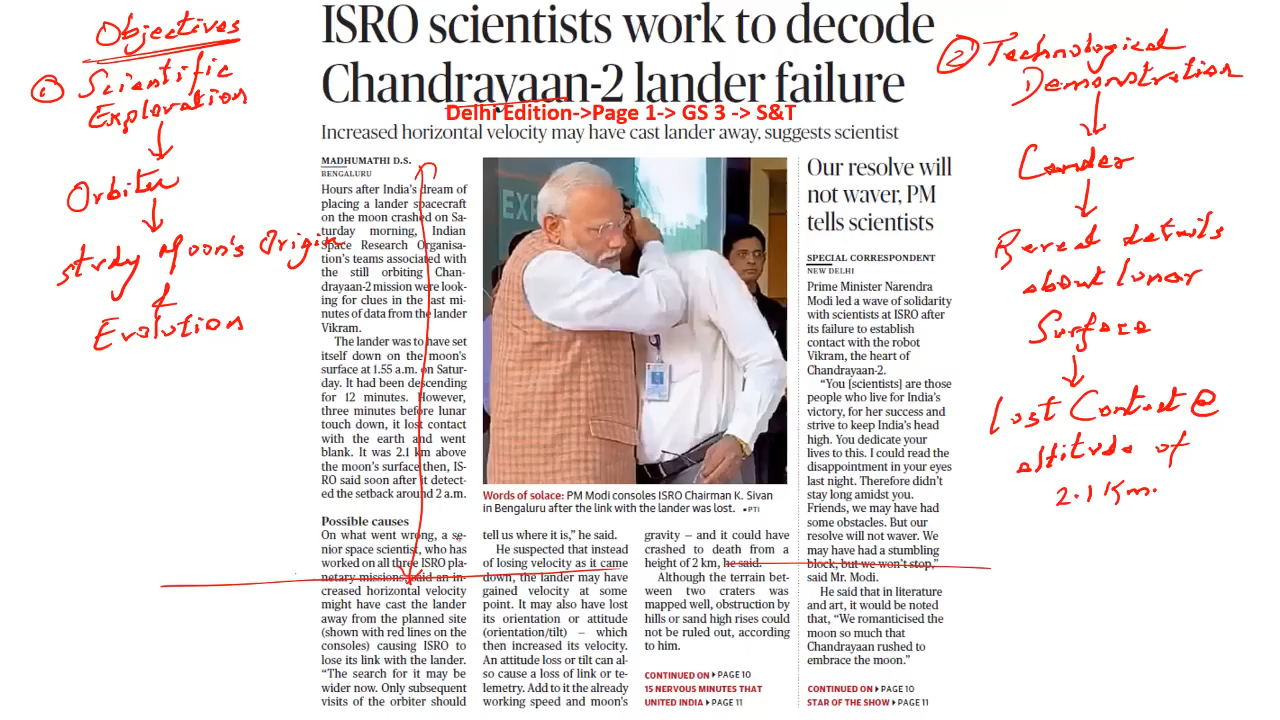 Objectives
① Scientific
Exploration
Orbiter
study Moon's Origin
&
Evolution
ISRO scientists work to decode
Chandrayaan-2 lander failure
Delhi Edition->Page 1-> GS 3 -> S&T
Increased horizontal velocity may have cast lander away, suggests scientist
MADHUMATHI D.S.
BENGALURU
Hours after India's dream of
placing a lander spacecraft
on the moon crashed on Sa-
turday morning, Indian
Space Research Organisa-
tion's teams associated with
the still orbiting Chan-
drayaan-2 mission were look-
ing for clues in the last mi-
nutes of data from the lander
Vikram.
The lander was to have set
itself down on the moon's
surface at 1.55 a.m. on Satur-
day. It had been descending
for 12 minutes. However,
three minutes before lunar
touch down, it lost contact
with the earth and went
blank. It was 2.1 km above
the moon's surface then, IS-
RO said soon after it detect-
ed the setback around 2 a.m.
Possible causes
On what went wrong, a se-
nior space scientist, who has
worked on all three ISRO pla-
netary missions, said an in-
creased horizontal velocity
might have cast the lander
away from the planned site
(shown with red lines on the
consoles) causing ISRO to
lose its link with the lander.
"The search for it may be
wider now. Only subsequent
visits of the orbiter should
EXP
Words of solace: PM Modi consoles ISRO Chairman K. Sivan
in Bengaluru after the link with the lander was lost. ▪PTI
tell us where it is," he said.
He suspected that instead
of losing velocity as it came
down, the lander may have
gained velocity at some
point. It may also have lost
its orientation or attitude
(orientation/tilt) – which
then increased its velocity.
An attitude loss or tilt can al-
so cause a loss of link or te-
lemetry. Add to it the already
working speed and moon's
gravity – and it could have
crashed to death from a
height of 2 km, he said.
Although the terrain bet-
ween two craters was
mapped well, obstruction by
hills or sand high rises could
not be ruled out, according
to him.
CONTINUED ON ▸ PAGE 10
15 NERVOUS MINUTES THAT
UNITED INDIA ▸ PAGE 11
Our resolve will
not waver, PM
tells scientists
SPECIAL CORRESPONDENT
NEW DELHI
Prime Minister Narendra
Modi led a wave of solidarity
with scientists at ISRO after
its failure to establish
contact with the robot
Vikram, the heart of
Chandrayaan-2.
"You [scientists] are those
people who live for India's
victory, for her success and
strive to keep India's head
high. You dedicate your
lives to this. I could read the
disappointment in your eyes
last night. Therefore didn't
stay long amidst you.
Friends, we may have had
some obstacles. But our
resolve will not waver. We
may have had a stumbling
block, but we won't stop,"
said Mr. Modi.
He said that in literature
and art, it would be noted
that, "We romanticised the
moon so much that
Chandrayaan rushed to
embrace the moon."
CONTINUED ON ▸ PAGE 10
STAR OF THE SHOW ▸ PAGE 11
② Technological
Demonstration
Lander
Reveal details
about lunar
Surface
lost Contact @
altitude of
2.1 Km.